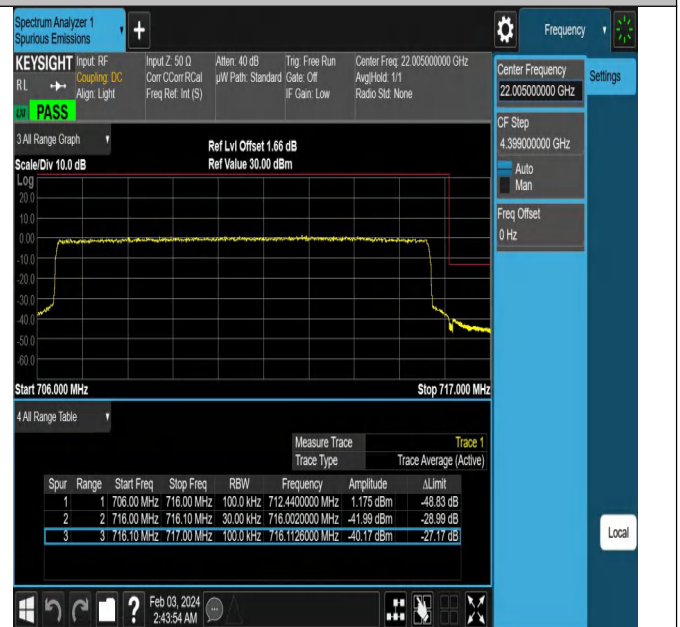 Spectrum Analyzer 1
Spurious Emissions
Frequency
KEYSIGHT
RL
Input: RF
Coupling: DC
Align: Light
Input Z: 50 Ω
Corr CCorr RCal
Freq Ref: Int (S)
Atten: 40 dB
µW Path: Standard
Trig: Free Run
Gate: Off
IF Gain: Low
Center Freq: 22.005000000 GHz
Avg|Hold: 1/1
Radio Std: None
PASS
Center Frequency
22.005000000 GHz
Settings
CF Step
4.399000000 GHz
Auto
Man
Freq Offset
0 Hz
3 All Range Graph
Ref Lvl Offset 1.66 dB
Scale/Div 10.0 dB
Ref Value 30.00 dBm
Log
20.0
10.0
0.00
-10.0
-20.0
-30.0
-40.0
-50.0
-60.0
Start 706.000 MHz
Stop 717.000 MHz
4 All Range Table
Measure Trace Trace 1
Trace Type Trace Average (Active)
Spur Range Start Freq Stop Freq RBW Frequency Amplitude ΔLimit
1 1 706.00 MHz 716.00 MHz 100.0 kHz 712.4400000 MHz 1.175 dBm -48.83 dB
2 2 716.00 MHz 716.10 MHz 30.00 kHz 716.0020000 MHz -41.99 dBm -28.99 dB
3 3 716.10 MHz 717.00 MHz 100.0 kHz 716.1126000 MHz -40.17 dBm -27.17 dB
Local
?
Feb 03, 2024
2:43:54 AM